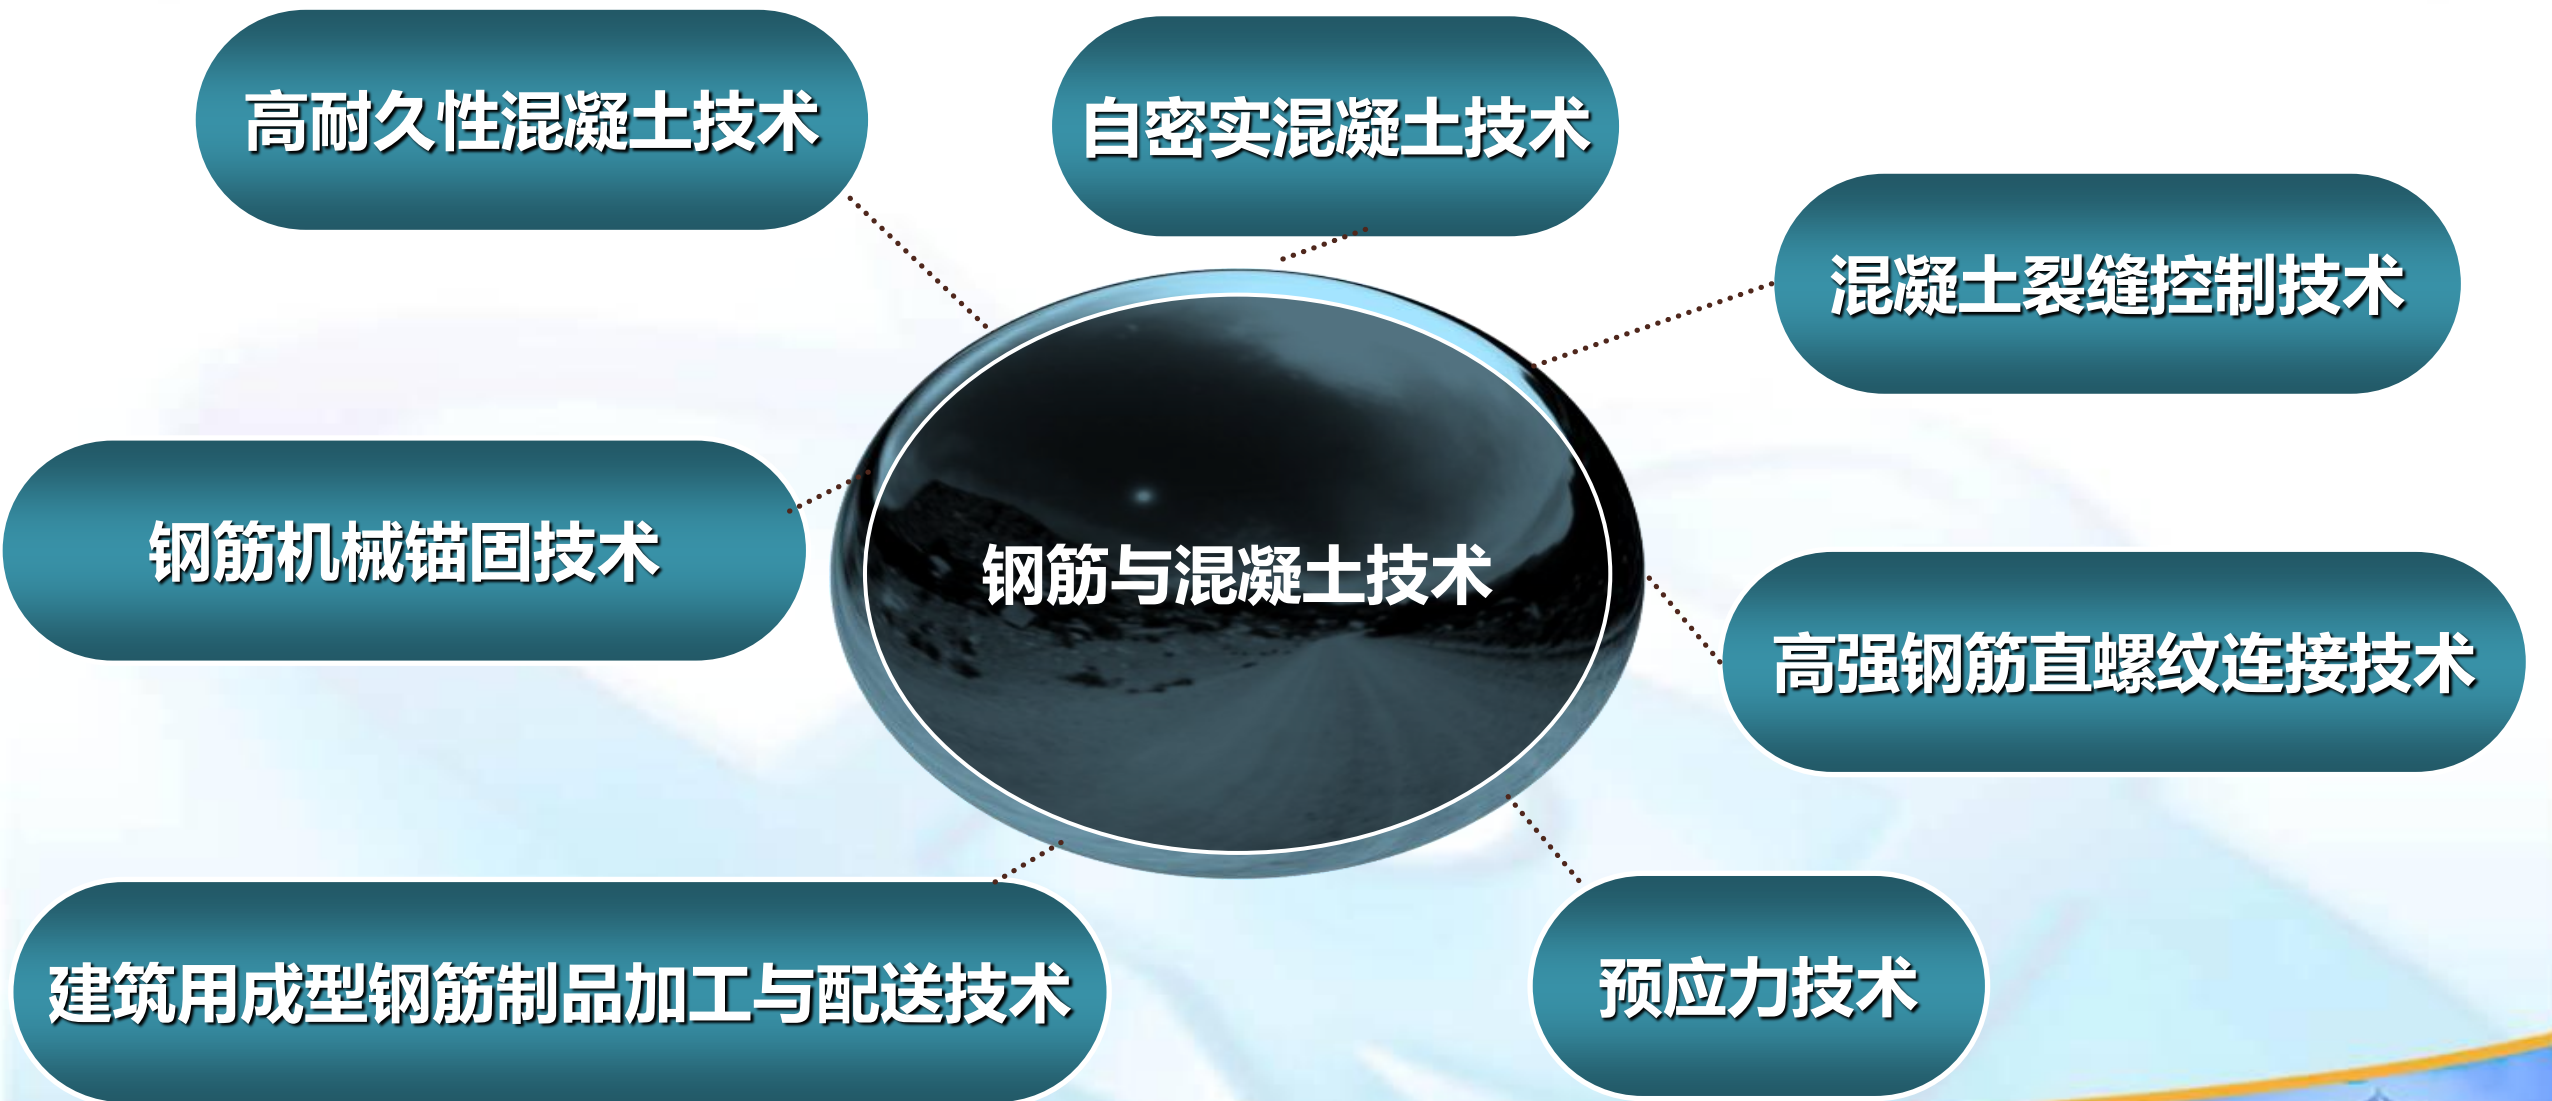 高耐久性混凝土技术
自密实混凝土技术
混凝土裂缝控制技术
钢筋机械锚固技术
钢筋与混凝土技术
高强钢筋直螺纹连接技术
建筑用成型钢筋制品加工与配送技术
预应力技术